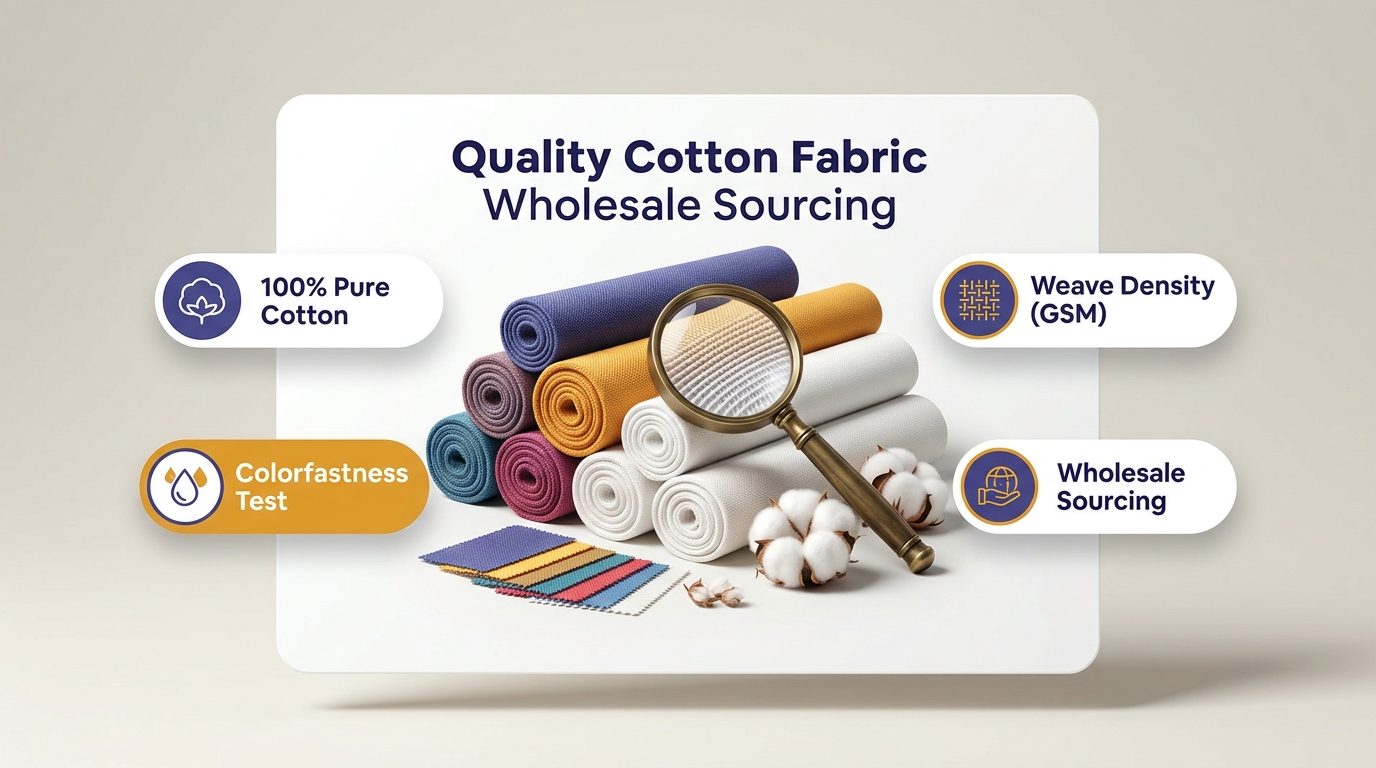 Quality Cotton Fabric
Wholesale Sourcing
100% Pure
Cotton
Weave Density
(GSM)
Colorfastness
Test
Wholesale
Sourcing